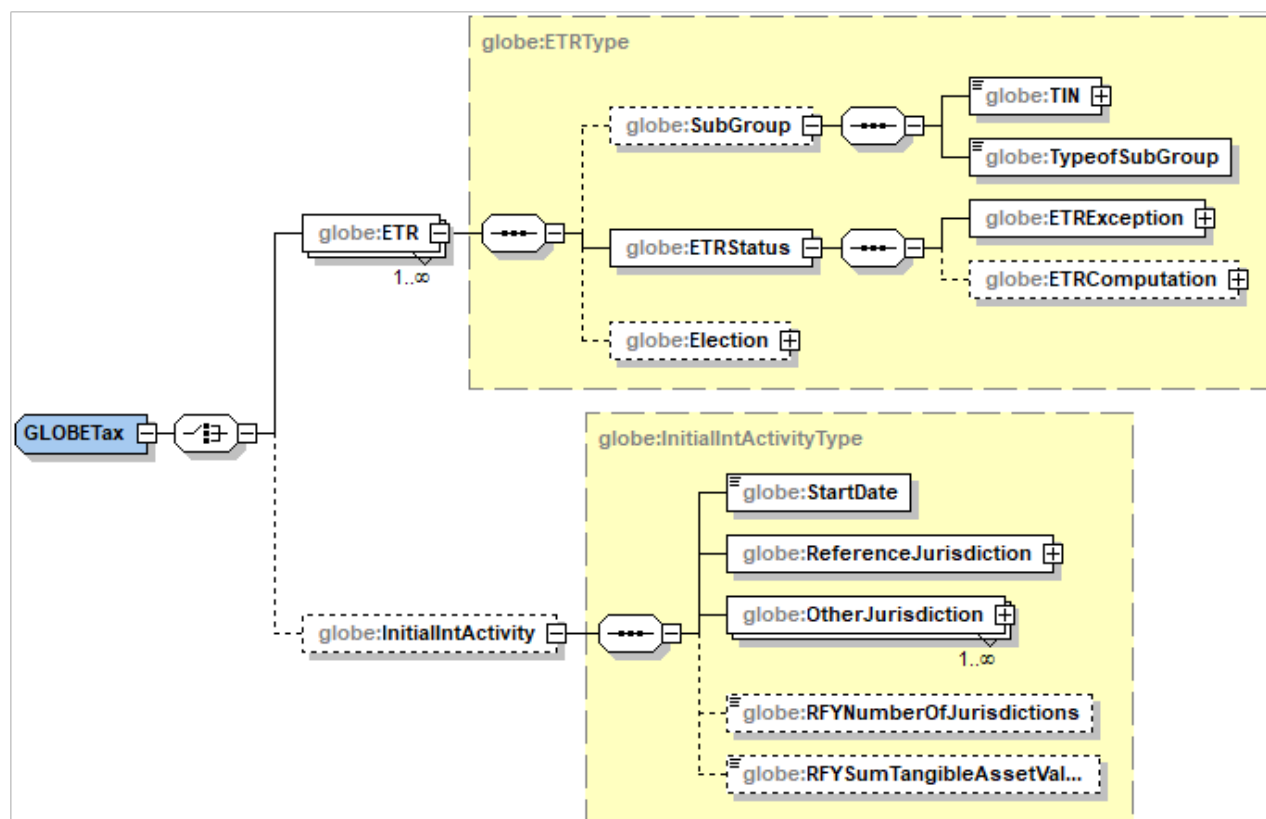 globe:ETRType
globe:TIN
globe:SubGroup
globe:TypeofSubGroup
globe:ETR
1..∞
globe:ETRException
globe:ETRStatus
globe:ETRComputation
globe:Election
GLOBETax
globe:InitialIntActivityType
globe:StartDate
globe:ReferenceJurisdiction
globe:OtherJurisdiction
1..∞
globe:InitialIntActivity
globe:RFYNumberOfJurisdictions
globe:RFYSumTangibleAssetVal...